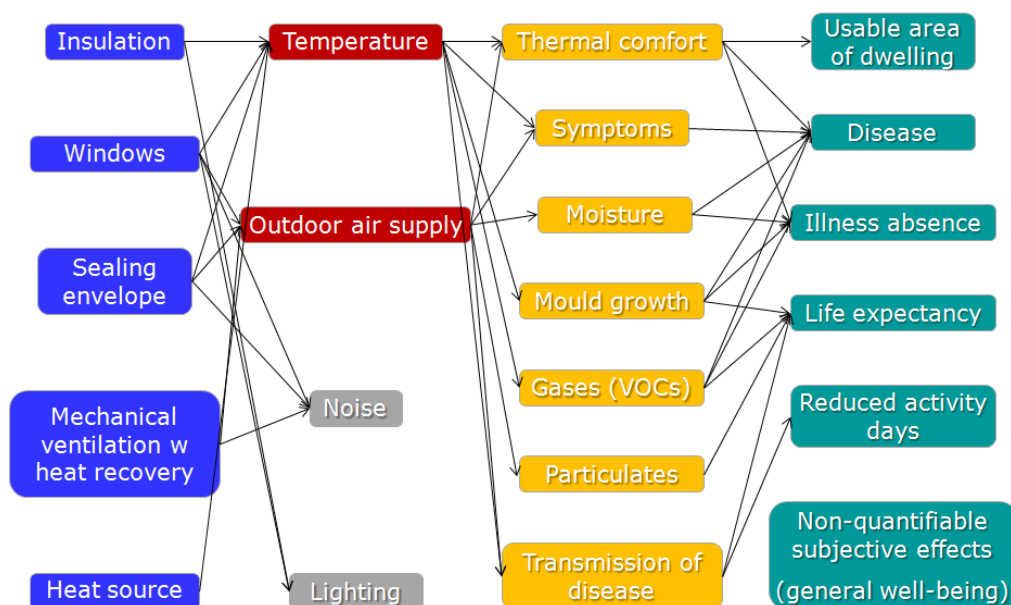 Insulation
Temperature
Thermal comfort
Usable area
of dwelling
Windows
Symptoms
Disease
Outdoor air supply
Moisture
Illness absence
Sealing
envelope
Mould growth
Life expectancy
Mechanical
ventilation w
heat recovery
Noise
Gases (VOCs)
Reduced activity
days
Particulates
Non-quantifiable
subjective effects
(general well-being)
Heat source
Lighting
Transmission of
disease